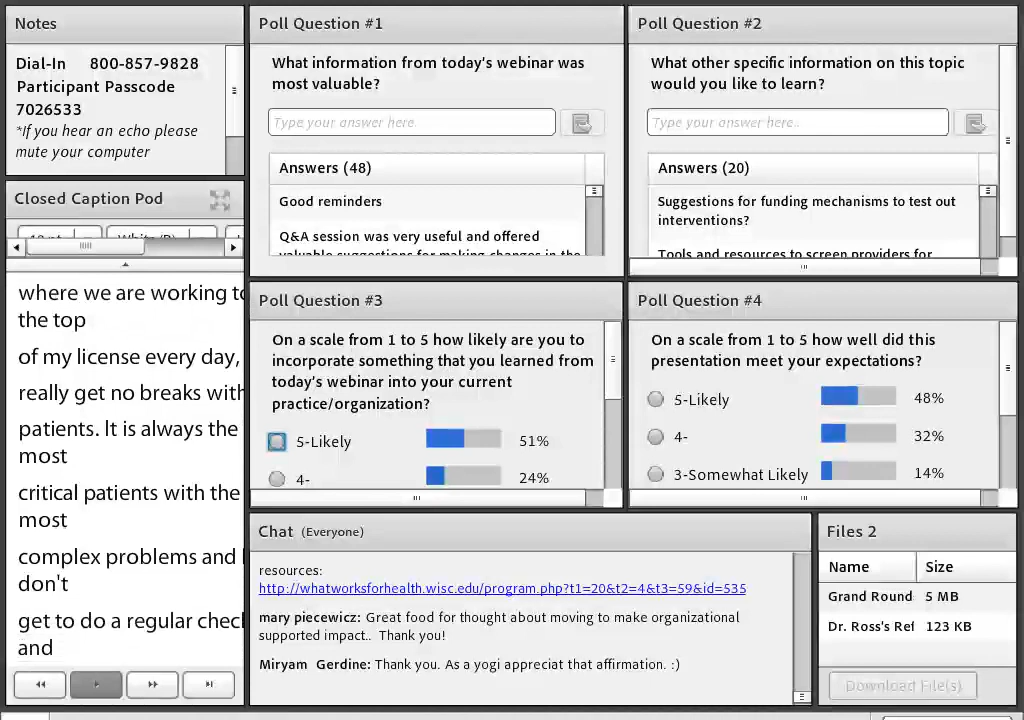 Notes
Dial-In 800-857-9828
Participant Passcode
7026533
*If you hear an echo please
mute your computer
Closed Caption Pod
where we are working to
the top
of my license every day,
really get no breaks with
patients. It is always the
most
critical patients with the
most
complex problems and
don't
get to do a regular
and
Poll Question #1
What information from today's webinar was
most valuable?
Type your answer here.
Answers (48)
Good reminders
Q&A session was very useful and offered
valuable suggestions for making changes in the
Poll Question #2
What other specific information on this topic
would you like to learn?
Type your answer here..
Answers (20)
Suggestions for funding mechanisms to test out
interventions?
Tools and resources to screen providers for
Poll Question #3
On a scale from 1 to 5 how likely are you to
incorporate something that you learned from
today's webinar into your current
practice/organization?
5-Likely 51%
4- 24%
Poll Question #4
On a scale from 1 to 5 how well did this
presentation meet your expectations?
5-Likely 48%
4- 32%
3-Somewhat Likely 14%
Chat (Everyone)
resources:
http://whatworksforhealth.wisc.edu/program.php?t1=20&t2=4&t3=59&id=535
mary piecewicz: Great food for thought about moving to make organizational
supported impact.. Thank you!
Miryam Gerdine: Thank you. As a yogi appreciat that affirmation. :)
Files 2
Name Size
Grand Round 5 MB
Dr. Ross's Ref 123 KB
Download File(s)